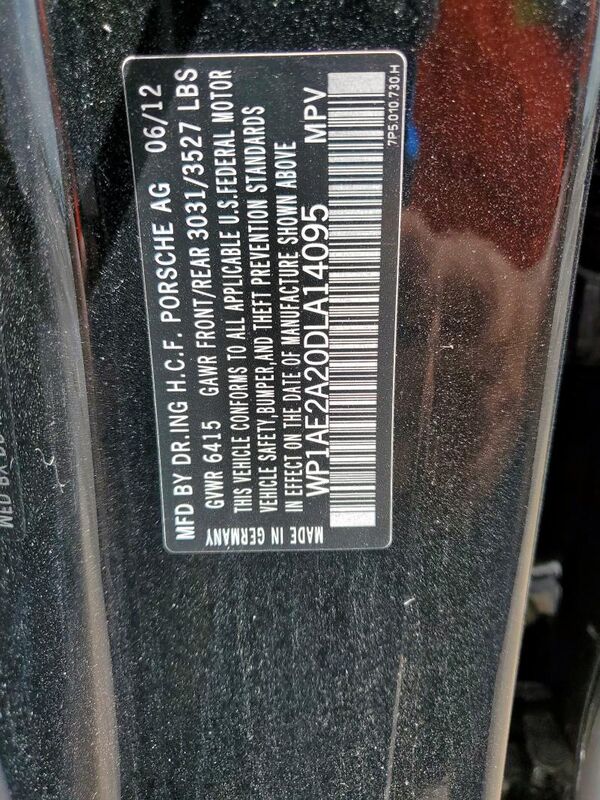 MFD BY DR.ING H.C.F. PORSCHE AG 06/12
GVWR 6415 GAWR FRONT/REAR 3031/3527 LBS
THIS VEHICLE CONFORMS TO ALL APPLICABLE U.S.FEDERAL MOTOR
VEHICLE SAFETY,BUMPER,AND THEFT PREVENTION STANDARDS
IN EFFECT ON THE DATE OF MANUFACTURE SHOWN ABOVE
WP1AE2A20DLA14095 MPV
MADE IN GERMANY
7P5.010.730.H